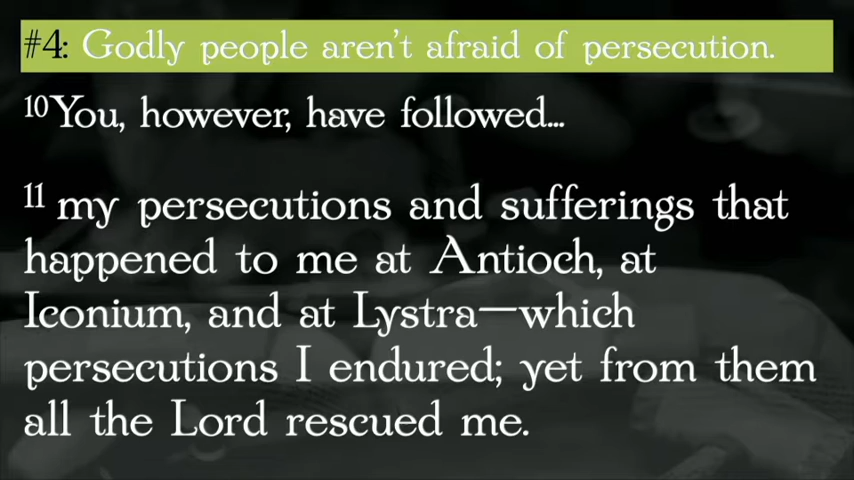 #4: Godly people aren't afraid of persecution.
10You, however, have followed...
11 my persecutions and sufferings that
happened to me at Antioch, at
Iconium, and at Lystra—which
persecutions I endured; yet from them
all the Lord rescued me.